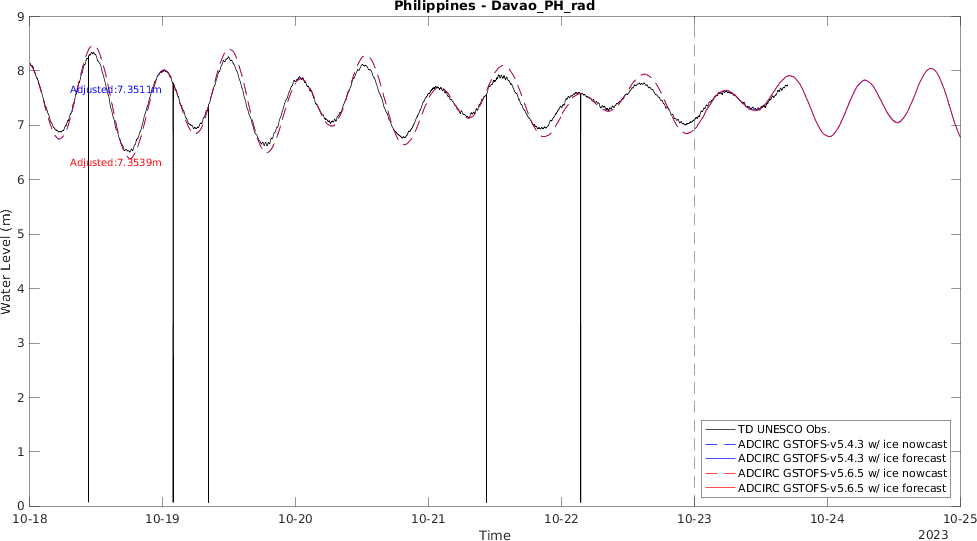 Philippines - Davao_PH_rad
9
8
7
6
5
4
3
2
1
0
Water Level (m)
Adjusted:7.3511m
Adjusted:7.3539m
TD UNESCO Obs.
ADCIRC GSTOFS-v5.4.3 w/ ice nowcast
ADCIRC GSTOFS-v5.4.3 w/ ice forecast
ADCIRC GSTOFS-v5.6.5 w/ ice nowcast
ADCIRC GSTOFS-v5.6.5 w/ ice forecast
10-18 10-19 10-20 10-21 10-22 10-23 10-24 10-25
Time
2023